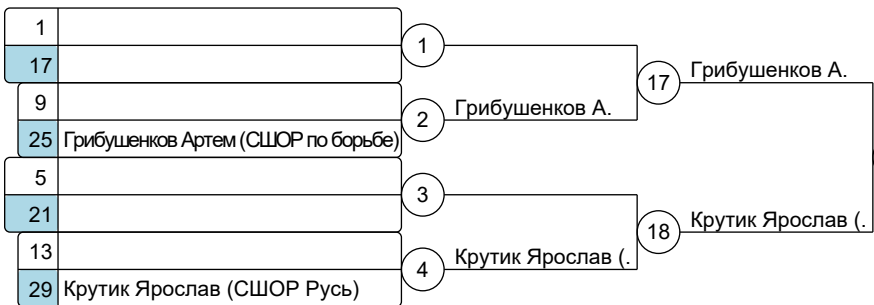 1
1
17
17
Грибушенков А.
9
2
Грибушенков А.
25
Грибушенков Артем (СШОР по борьбе)
5
3
21
18
Крутик Ярослав (.
13
4
Крутик Ярослав (.
29
Крутик Ярослав (СШОР Русь)